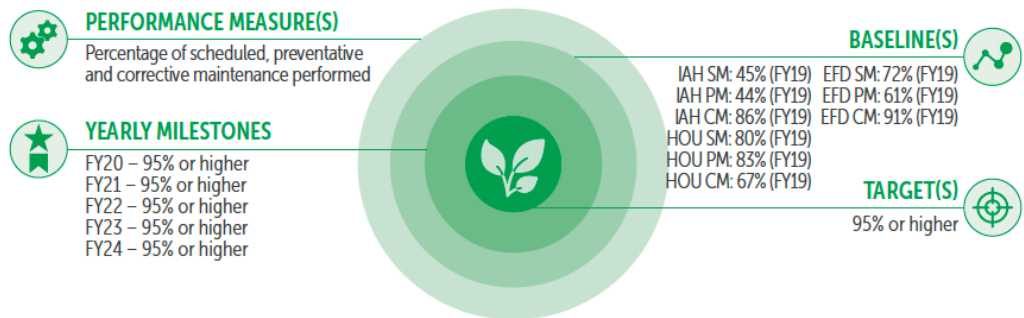 PERFORMANCE MEASURE(S)
Percentage of scheduled, preventative
and corrective maintenance performed
YEARLY MILESTONES
FY20 – 95% or higher
FY21 – 95% or higher
FY22 – 95% or higher
FY23 – 95% or higher
FY24 – 95% or higher
BASELINE(S)
IAH SM: 45% (FY19) EFD SM: 72% (FY19)
IAH PM: 44% (FY19) EFD PM: 61% (FY19)
IAH CM: 86% (FY19) EFD CM: 91% (FY19)
HOU SM: 80% (FY19)
HOU PM: 83% (FY19)
HOU CM: 67% (FY19)
TARGET(S)
95% or higher